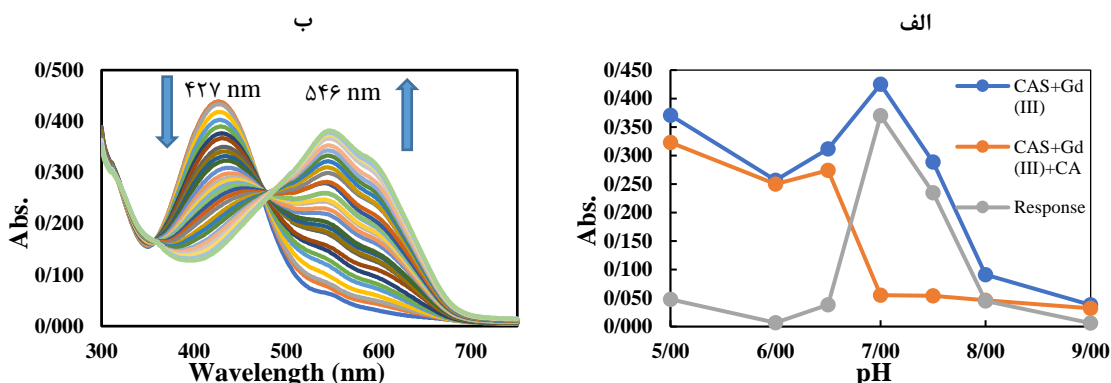 ب
0/500
0/400
0/300
0/200
0/100
0/000
Abs.
۴۲۷ nm
۵۴۶ nm
300 400 500 600 700
Wavelength (nm)
الف
0/450
0/400
0/350
0/300
0/250
0/200
0/150
0/100
0/050
0/000
Abs.
CAS+Gd
(III)
CAS+Gd
(III)+CA
Response
5/00 6/00 7/00 8/00 9/00
pH